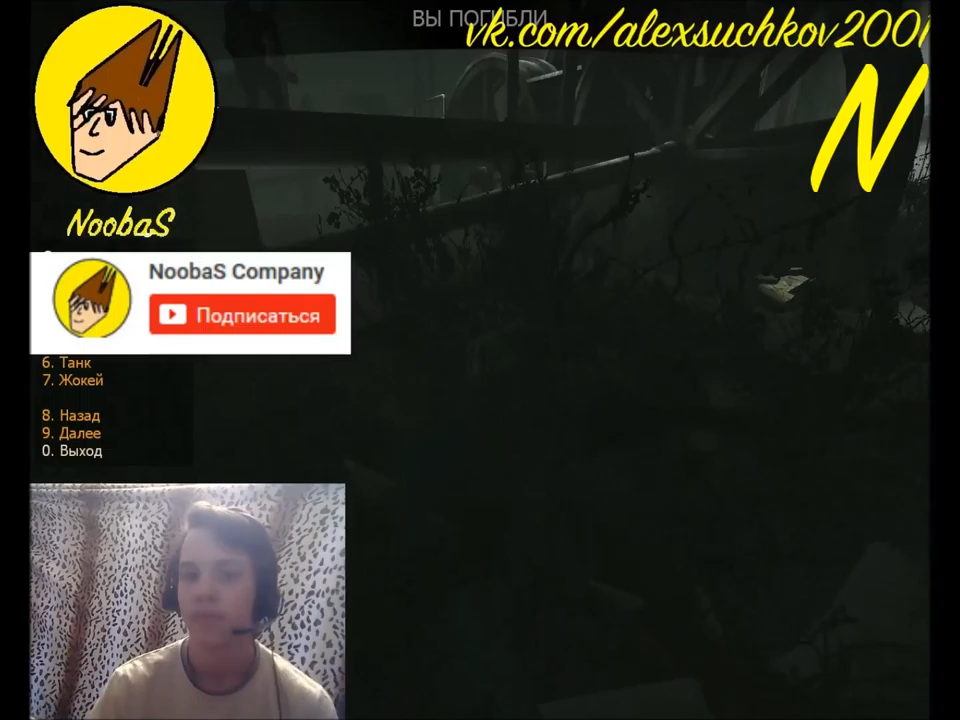 ВЫ ПОГИБЛИ
vk.com/alexsuchkov2001
N
NoobaS
NoobaS Company
Подписаться
6. Танк
7. Жокей
8. Назад
9. Далее
0. Выход